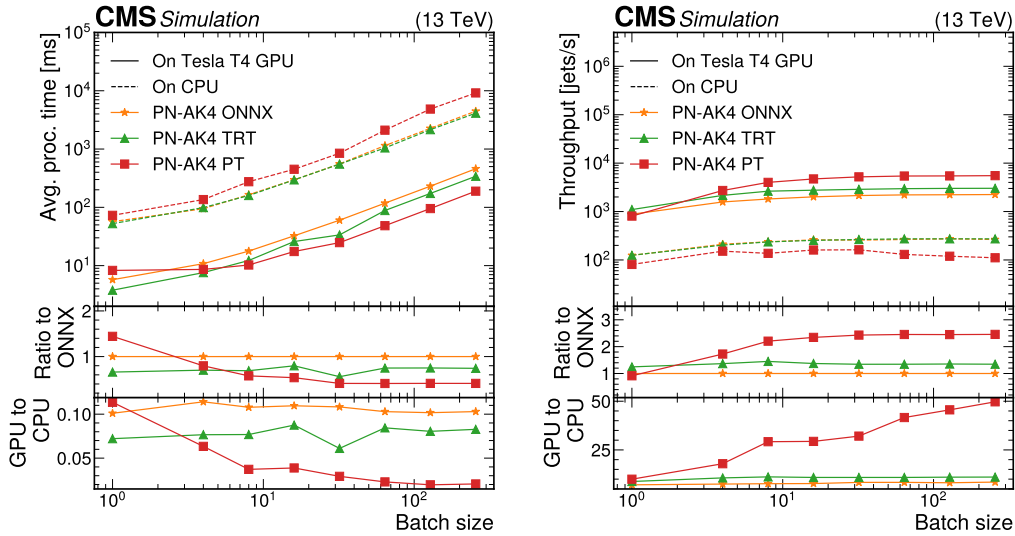 CMS Simulation (13 TeV)
Avg. proc. time [ms]
10^5
10^4
10^3
10^2
10^1
On Tesla T4 GPU
On CPU
PN-AK4 ONNX
PN-AK4 TRT
PN-AK4 PT
Ratio to
ONNX
2
1
GPU to
CPU
0.10
0.05
10^0 10^1 10^2
Batch size
CMS Simulation (13 TeV)
Throughput [jets/s]
10^6
10^5
10^4
10^3
10^2
On Tesla T4 GPU
On CPU
PN-AK4 ONNX
PN-AK4 TRT
PN-AK4 PT
Ratio to
ONNX
3
2
1
GPU to
CPU
50
25
10^0 10^1 10^2
Batch size